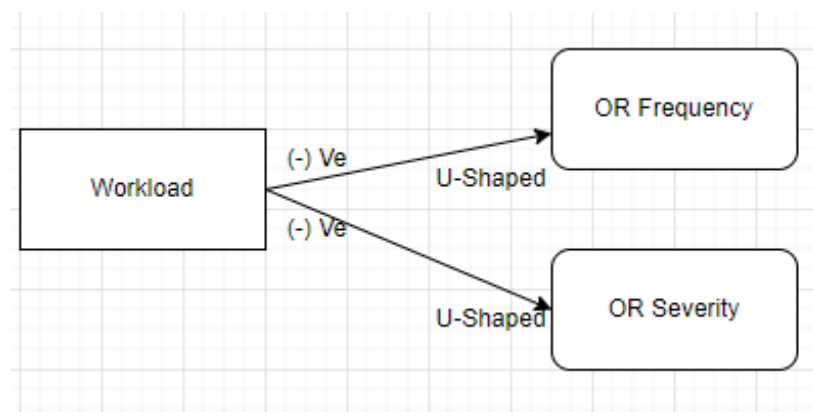 OR Frequency
(-) Ve
U-Shaped
Workload
(-) Ve
U-Shaped
OR Severity